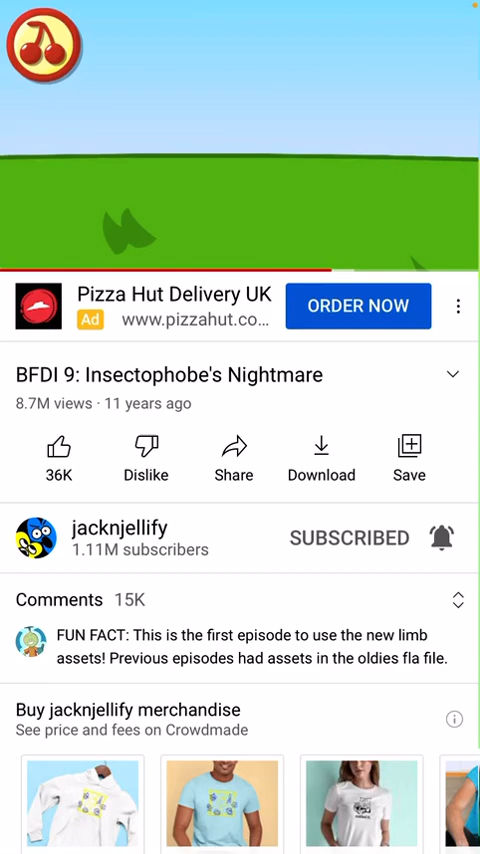 Pizza Hut Delivery UK
Ad www.pizzahut.co...
ORDER NOW
BFDI 9: Insectophobe's Nightmare
8.7M views · 11 years ago
36K
Dislike
Share
Download
Save
jacknjellify
1.11M subscribers
SUBSCRIBED
Comments 15K
FUN FACT: This is the first episode to use the new limb
assets! Previous episodes had assets in the oldies fla file.
Buy jacknjellify merchandise
See price and fees on Crowdmade